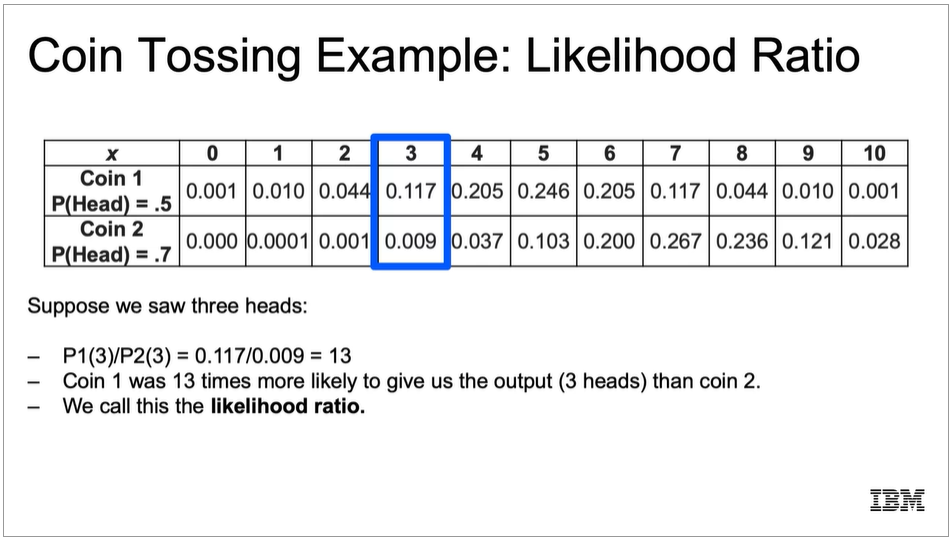 Coin Tossing Example: Likelihood Ratio
x 0 1 2 3 4 5 6 7 8 9 10
Coin 1
P(Head) = .5 0.001 0.010 0.044 0.117 0.205 0.246 0.205 0.117 0.044 0.010 0.001
Coin 2
P(Head) = .7 0.000 0.0001 0.001 0.009 0.037 0.103 0.200 0.267 0.236 0.121 0.028
Suppose we saw three heads:
– P1(3)/P2(3) = 0.117/0.009 = 13
– Coin 1 was 13 times more likely to give us the output (3 heads) than coin 2.
– We call this the likelihood ratio.
IBM